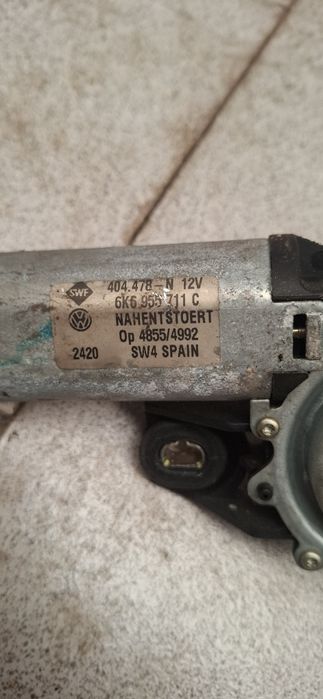 SWF 404.478-N 12V
6K6 955 711 C
NAHENTSTOERT
Op 4855/4992
2420 SW4 SPAIN